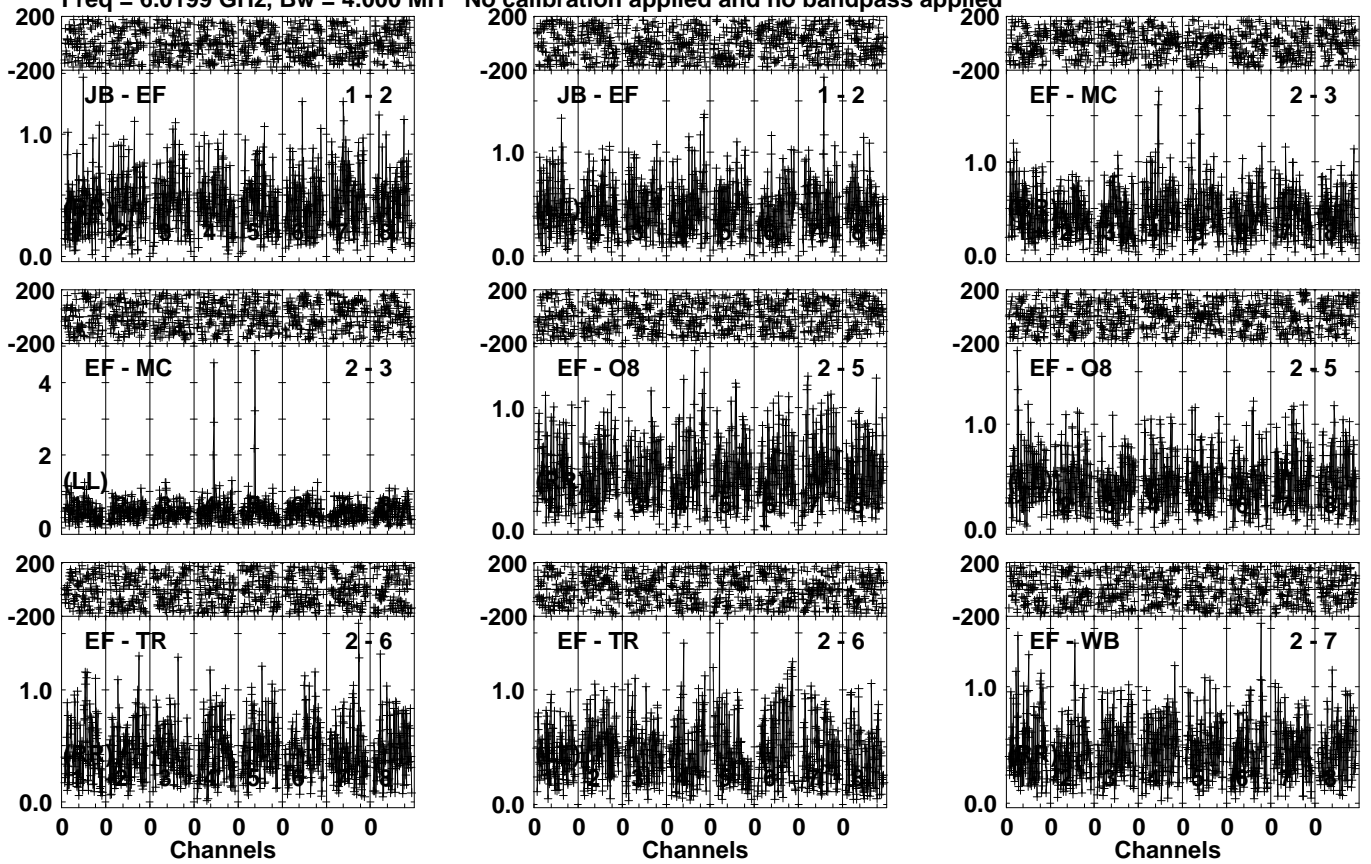 Freq = 6.0199 GHz, Bw = 4.000 MH No calibration applied and no bandpass applied
200 200 200
-200 -200 -200
JB - EF 1 - 2 JB - EF 1 - 2 EF - MC 2 - 3
1.0 1.0 1.0
0.0 0.0 0.0
200 200 200
-200 -200 -200
EF - MC 2 - 3 EF - O8 2 - 5 EF - O8 2 - 5
4 1.0 1.0
2
(LL)
0 0.0 0.0
200 200 200
-200 -200 -200
EF - TR 2 - 6 EF - TR 2 - 6 EF - WB 2 - 7
1.0 1.0 1.0
0.0 0.0 0.0
0 0 0 0 0 0 0 0 0 0 0 0 0 0 0 0 0 0 0 0 0 0 0 0
Channels Channels Channels